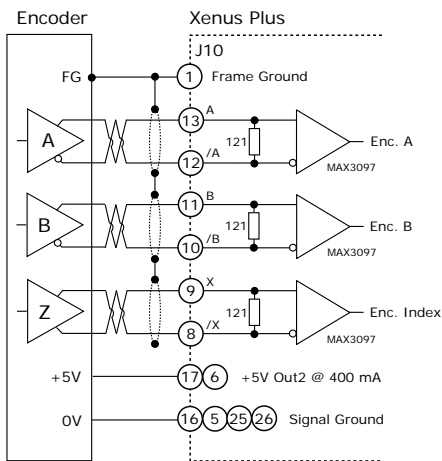 Encoder Xenus Plus
J10
FG 1 Frame Ground
13 A
A 121 Enc. A
12 /A MAX3097
11 B
B 121 Enc. B
10 /B MAX3097
9 X
Z 121 Enc. Index
8 /X MAX3097
+5V 17 6 +5V Out2 @ 400 mA
0V 16 5 25 26 Signal Ground